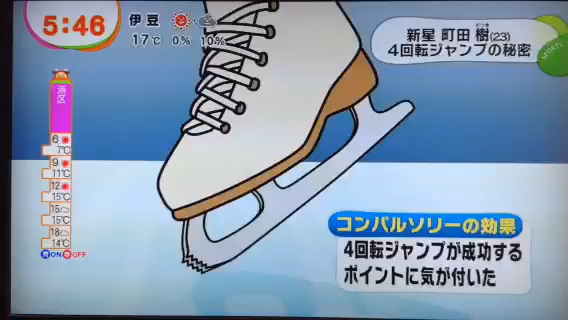 5:46
伊豆
17℃ 0% 10%
新星 町田 樹(23)
4回転ジャンプの秘密
SPORTS
港区
6
7℃
9
11℃
12
15℃
15
15℃
18
14℃
ON OFF
コンパルソリーの効果
4回転ジャンプが成功する
ポイントに気が付いた